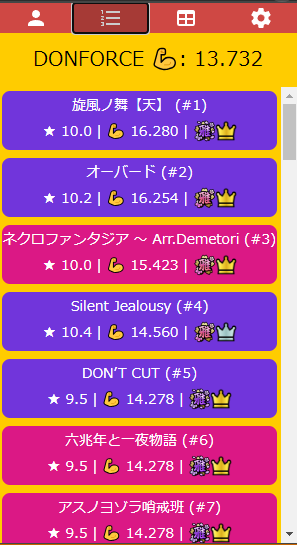 DONFORCE 💪: 13.732
旋風ノ舞【天】 (#1)
★ 10.0 | 💪 16.280 |
オーバード (#2)
★ 10.2 | 💪 16.254 |
ネクロファンタジア ～ Arr.Demetori (#3)
★ 10.0 | 💪 15.423 |
Silent Jealousy (#4)
★ 10.4 | 💪 14.560 |
DON’T CUT (#5)
★ 9.5 | 💪 14.278 |
六兆年と一夜物語 (#6)
★ 9.5 | 💪 14.278 |
アスノヨゾラ哨戒班 (#7)
★ 9.5 | 💪 14.278 |